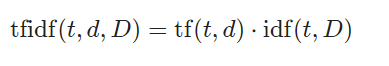 tfidf(t, d, D) = tf(t, d) · idf(t, D)